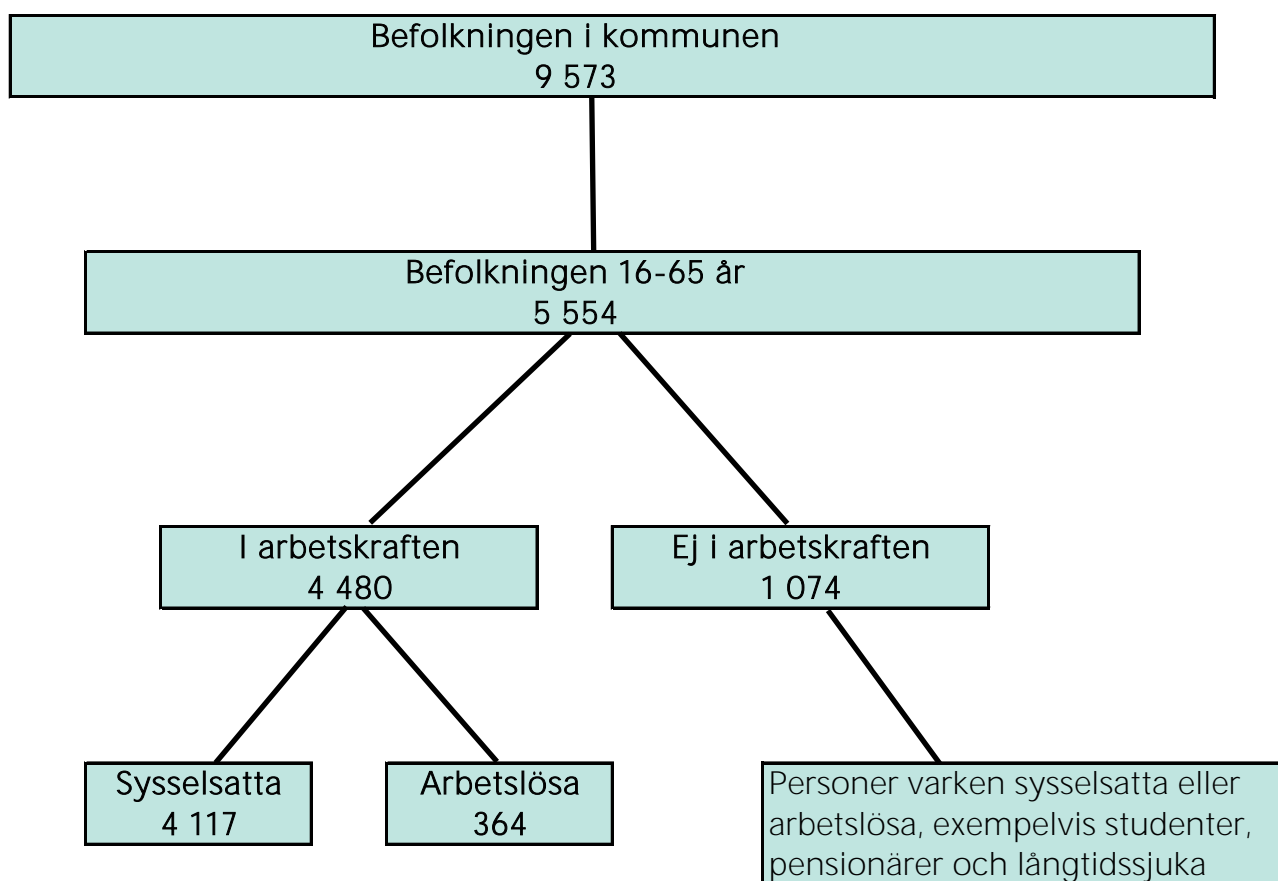 Befolkningen i kommunen
9 573
Befolkningen 16-65 år
5 554
I arbetskraften
4 480
Ej i arbetskraften
1 074
Sysselsatta
4 117
Arbetslösa
364
Personer varken sysselsatta eller
arbetslösa, exempelvis studenter,
pensionärer och långtidssjuka